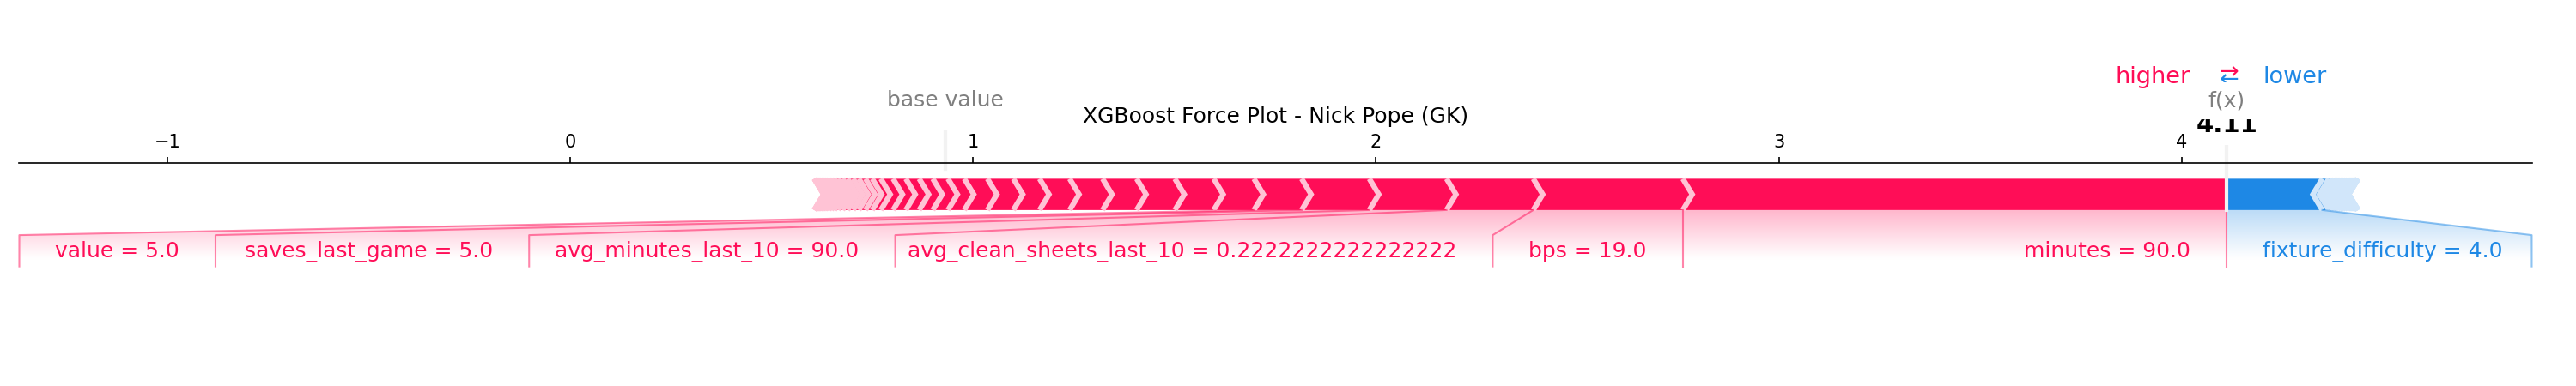 higher ⇄ lower
base value
f(x)
XGBoost Force Plot - Nick Pope (GK)
4.11
−1 0 1 2 3 4
value = 5.0 saves_last_game = 5.0 avg_minutes_last_10 = 90.0 avg_clean_sheets_last_10 = 0.2222222222222222 bps = 19.0 minutes = 90.0 fixture_difficulty = 4.0